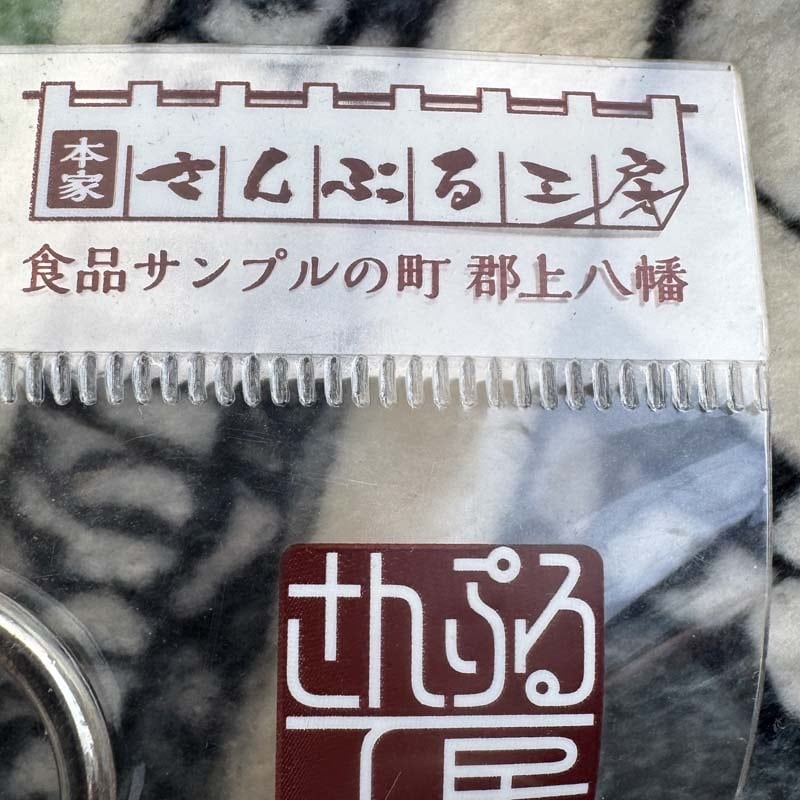 本家 さんぷる工房
食品サンプルの町 郡上八幡
さんぷる